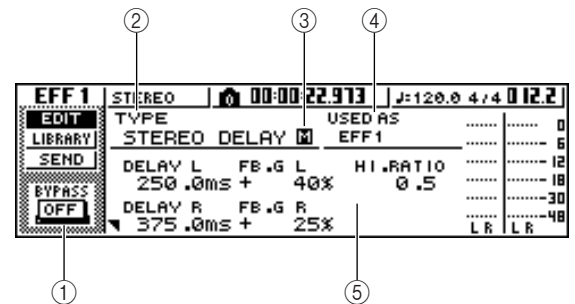 ② ③ ④
EFF1 STEREO 00:00:22.973 ♩=120.0 4/4 012.2
EDIT TYPE USED AS
LIBRARY STEREO DELAY M EFF1
SEND DELAY L FB.G L HI.RATIO
250.0ms + 40% 0.5
BYPASS
OFF DELAY R FB.G R
375.0ms + 25%
0
6
12
18
30
48
L R L R
① ⑤